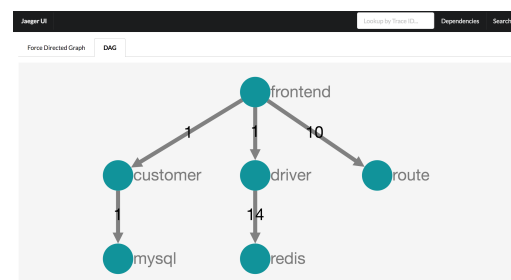 Jaeger UI
Lookup by Trace ID...
Dependencies
Search
Force Directed Graph
DAG
frontend
1
1
10
customer
driver
route
1
14
mysql
redis